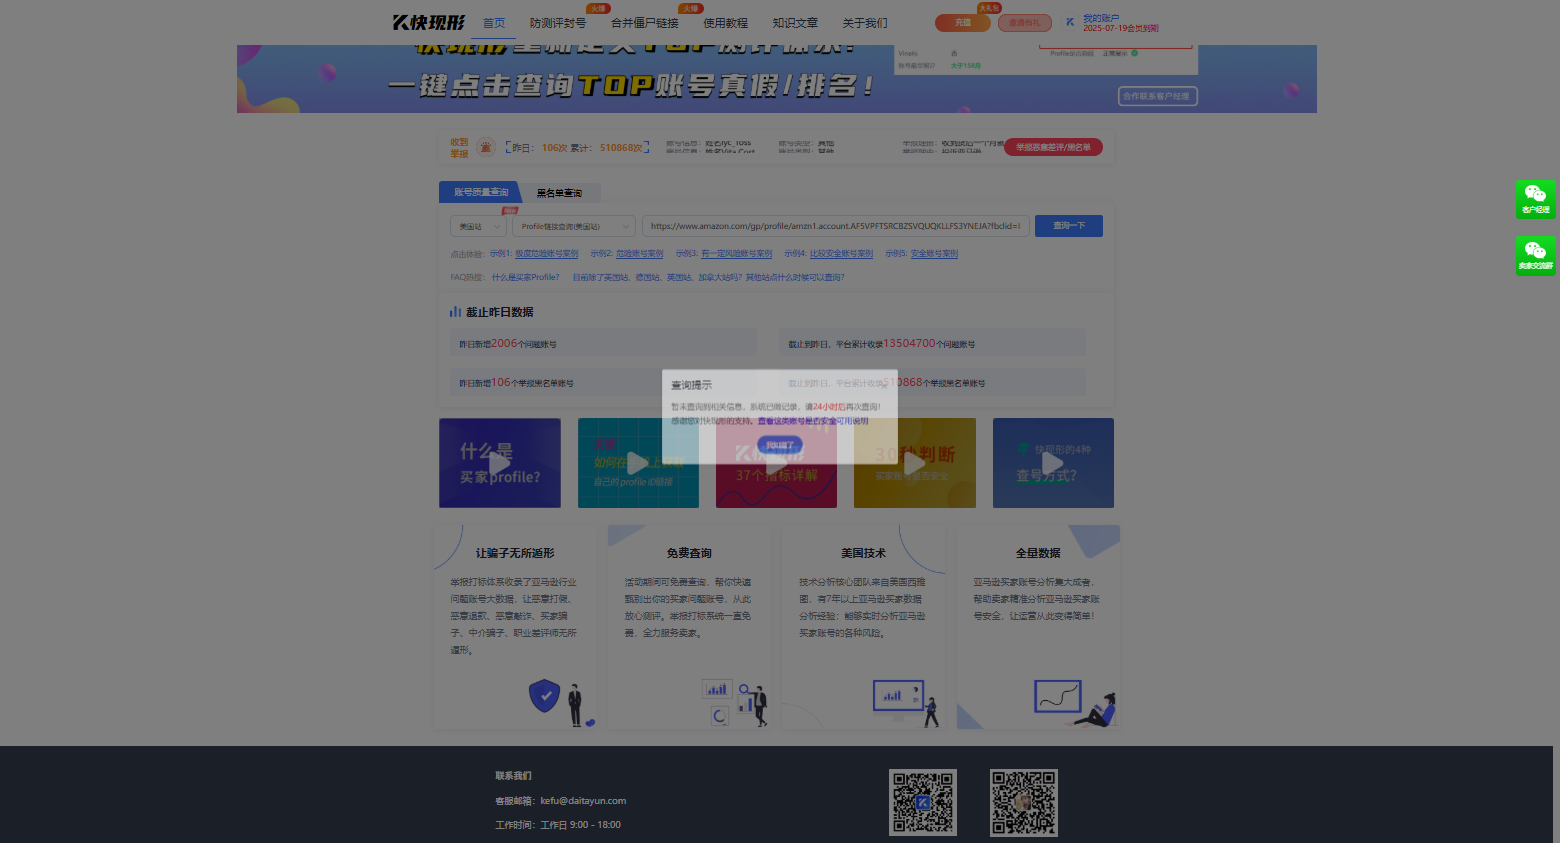 快现形
首页
防测评封号
火爆
合并僵尸链接
火爆
使用教程
知识文章
关于我们
充值
大礼包
邀请有礼
我的账户
2025-07-19会员到期
一键点击查询TOP账号真假/排名!
Vine标 否
Profile是否删除 正常展示
大于150月
合作联系客户经理
收到
举报
昨日: 106次 累计: 510868次
举报恶意差评/黑名单
账号质量查询
黑名单查询
美国站
Profile链接查询(美国站)
https://www.amazon.com/gp/profile/amzn1.account.AF5VPFTSRCBZSVQUQKLLFS3YNEJA?fbclid=I
查询一下
点击体验: 示例1: 极度危险账号案例 示例2: 危险账号案例 示例3: 有一定风险账号案例 示例4: 比较安全账号案例 示例5: 安全账号案例
FAQ热度: 什么是买家Profile? 目前除了美国站、德国站、英国站、加拿大站吗? 其他站点什么时候可以查询?
截止昨日数据
昨日新增2006个问题账号
截止到昨日, 平台累计收录13504700个问题账号
昨日新增106个举报黑名单账号
截止到昨日, 平台累计收录510868个举报黑名单账号
查询提示
暂未查询到相关信息, 系统已做记录, 请24小时后再次查询!
感谢您对快现形的支持。查看这类账号是否安全可用说明
我知道了
什么是
买家profile?
自己的 profile ID链接
快现形
37个指标详解
30秒判断
买家账号是否安全
快现形的4种
查号方式?
让骗子无所遁形
举报打标体系收录了亚马逊行业
问题账号大数据, 让恶意打假、
恶意退款、恶意敲诈、买家骗
子、中介骗子、职业差评师无所
遁形。
免费查询
活动期间可免费查询, 帮你快速
甄别出你的买家问题账号, 从此
放心测评。举报打标系统一直免
费, 全力服务卖家。
美国技术
技术分析核心团队来自美国西雅
图, 有7年以上亚马逊买家数据
分析经验; 能够实时分析亚马逊
买家账号的各种风险。
全量数据
亚马逊买家账号分析集大成者,
帮助卖家精准分析亚马逊买家账
号安全, 让运营从此变得简单!
客户经理
卖家交流群
联系我们
客服邮箱: kefu@daitayun.com
工作时间: 工作日 9:00 - 18:00